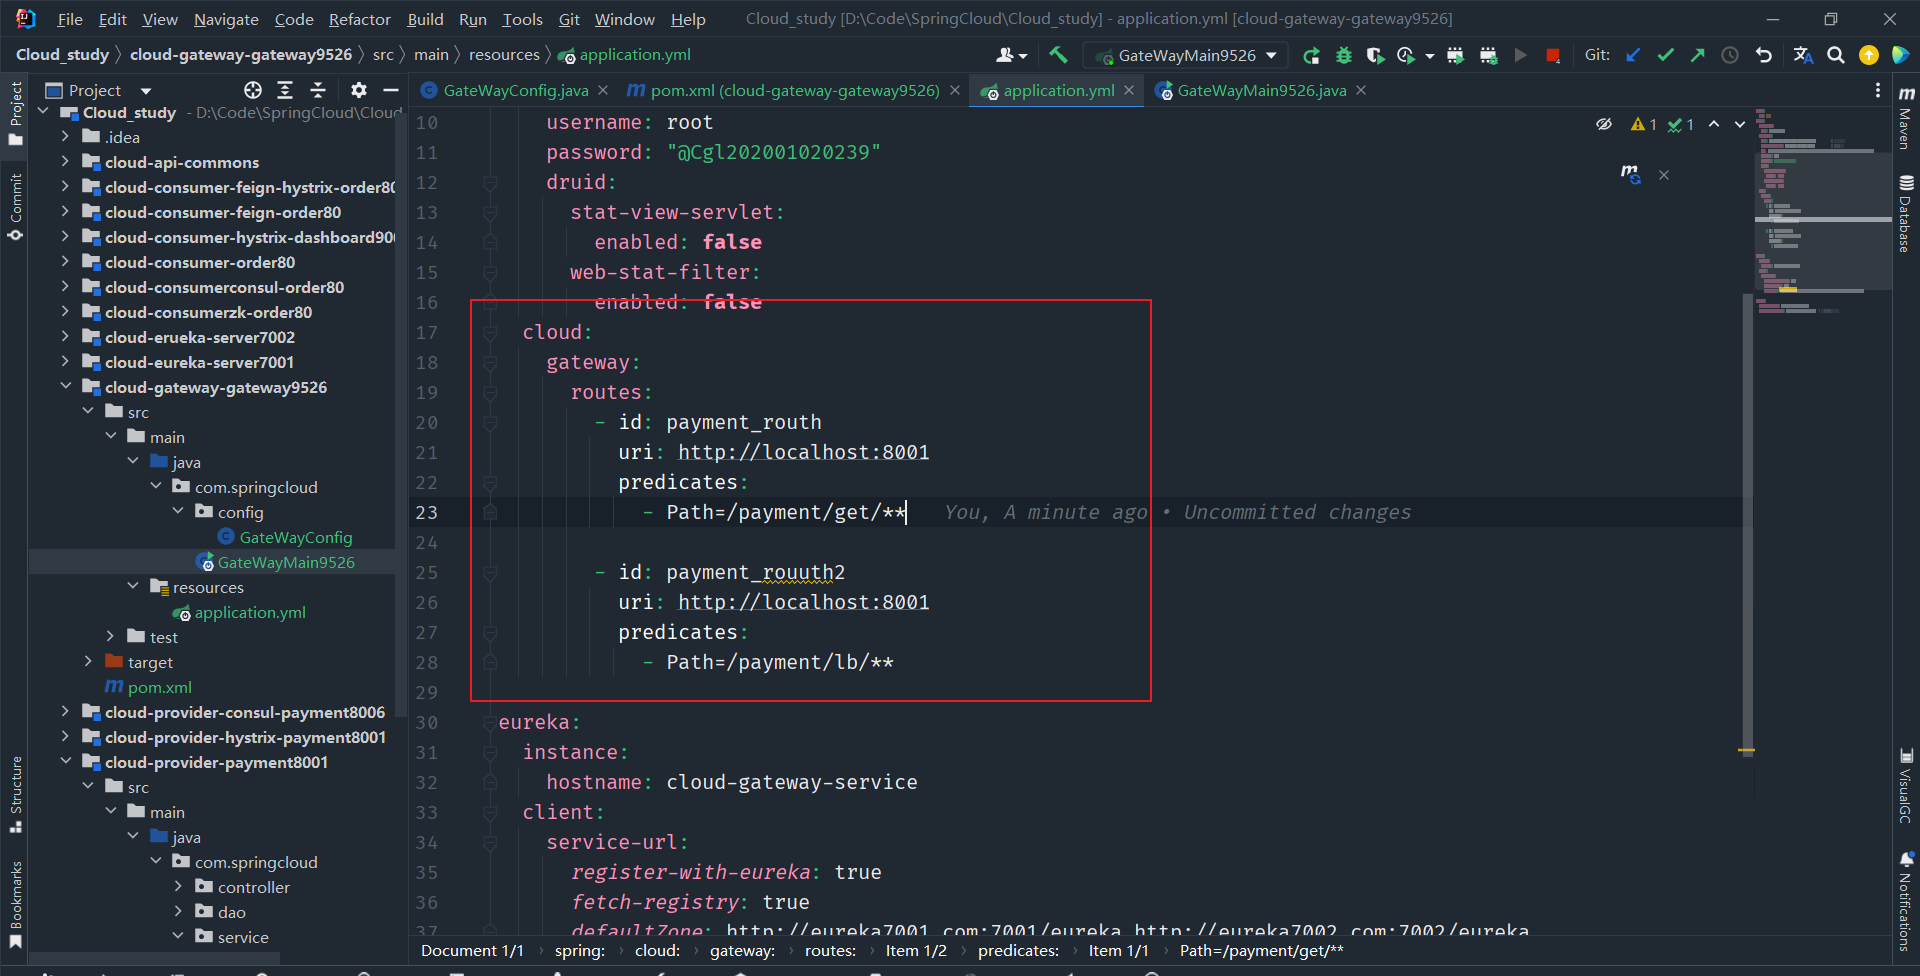 File Edit View Navigate Code Refactor Build Run Tools Git Window Help Cloud_study [D:\Code\SpringCloud\Cloud_study] - application.yml [cloud-gateway-gateway9526]
Cloud_study cloud-gateway-gateway9526 src main resources application.yml GateWayMain9526 Git:
Project
GateWayConfig.java pom.xml (cloud-gateway-gateway9526) application.yml GateWayMain9526.java
Project
Commit
Structure
Bookmarks
Cloud_study - D:\Code\SpringCloud\Cloud
.idea
cloud-api-commons
cloud-consumer-feign-hystrix-order80
cloud-consumer-feign-order80
cloud-consumer-hystrix-dashboard900
cloud-consumer-order80
cloud-consumerconsul-order80
cloud-consumerzk-order80
cloud-erueka-server7002
cloud-eureka-server7001
cloud-gateway-gateway9526
src
main
java
com.springcloud
config
GateWayConfig
GateWayMain9526
resources
application.yml
test
target
pom.xml
cloud-provider-consul-payment8006
cloud-provider-hystrix-payment8001
cloud-provider-payment8001
src
main
java
com.springcloud
controller
dao
service
10 username: root
11 password: "@Cgl202001020239"
12 druid:
13 stat-view-servlet:
14 enabled: false
15 web-stat-filter:
16 enabled: false
17 cloud:
18 gateway:
19 routes:
20 - id: payment_routh
21 uri: http://localhost:8001
22 predicates:
23 - Path=/payment/get/** You, A minute ago • Uncommitted changes
24
25 - id: payment_rouuth2
26 uri: http://localhost:8001
27 predicates:
28 - Path=/payment/lb/**
29
30 eureka:
31 instance:
32 hostname: cloud-gateway-service
33 client:
34 service-url:
35 register-with-eureka: true
36 fetch-registry: true
37 defaultZone: http://eureka7001.com:7001/eureka,http://eureka7002.com:7002/eureka
1 1
Maven
Database
VisualGC
Notifications
Document 1/1 › spring: › cloud: › gateway: › routes: › Item 1/2 › predicates: › Item 1/1 › Path=/payment/get/**